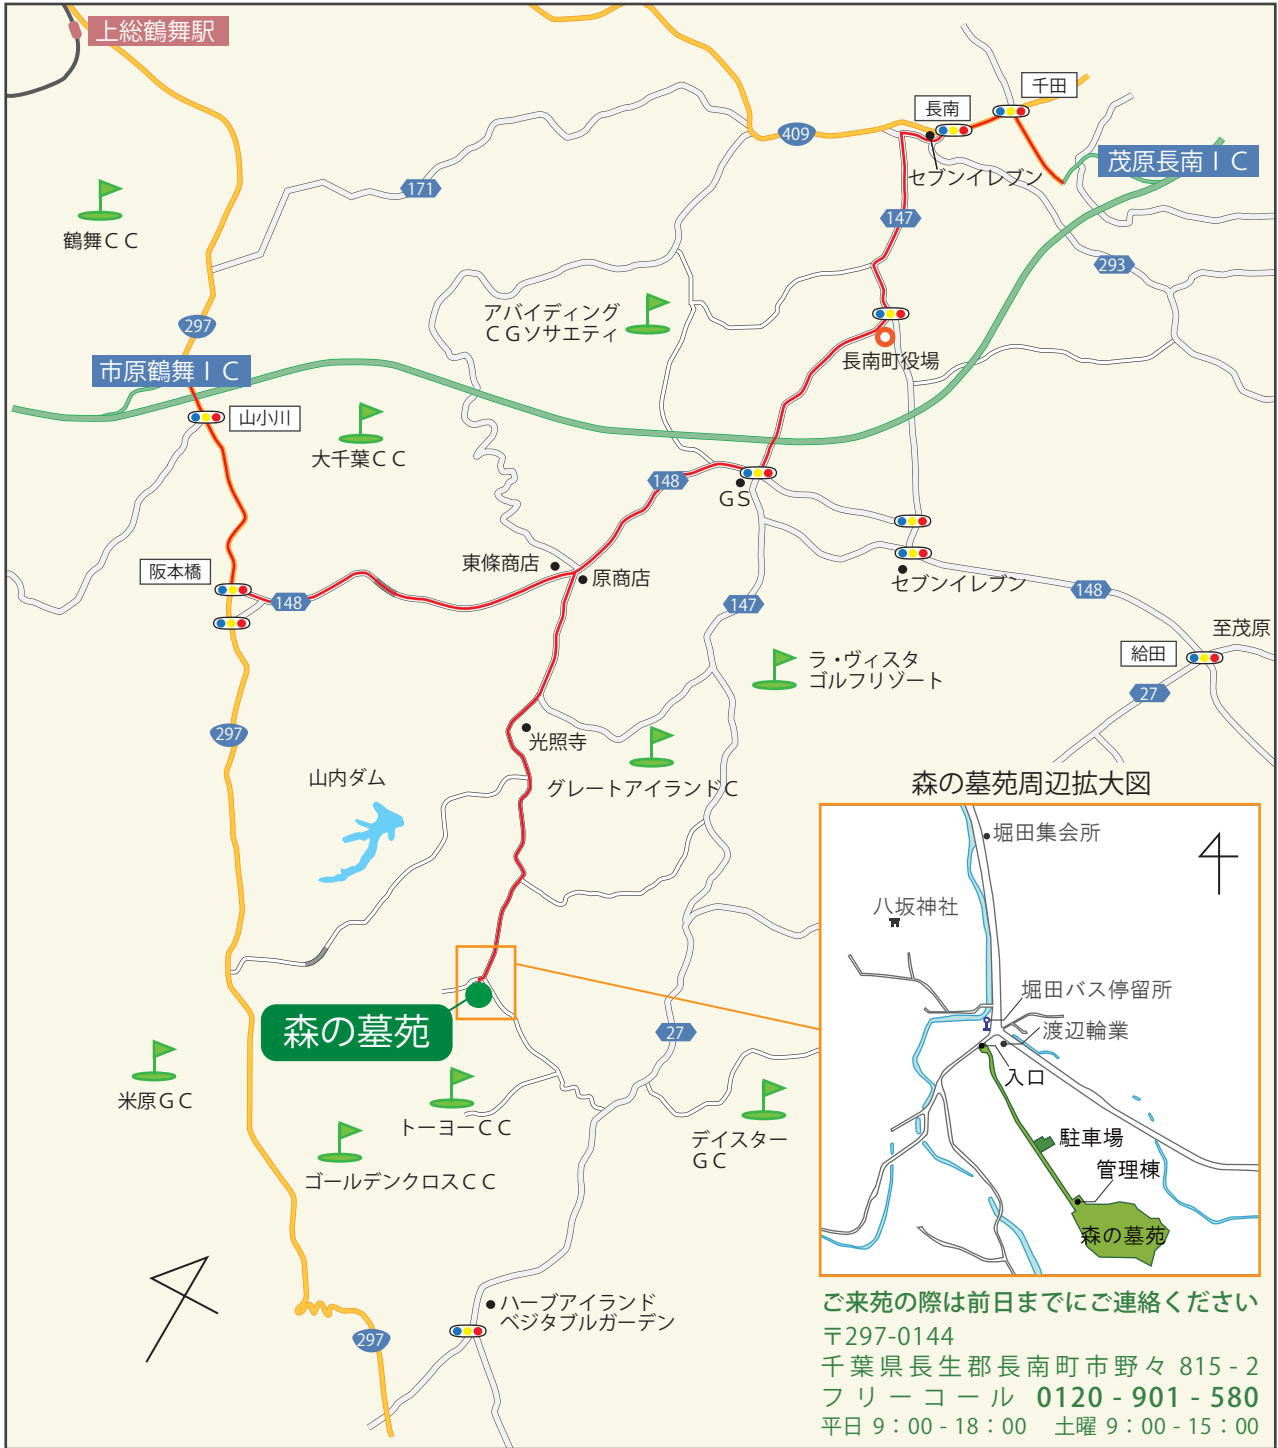 上総鶴舞駅
千田
長南
409
茂原長南ＩＣ
セブンイレブン
171
147
鶴舞ＣＣ
293
アバイディング
ＣＧソサエティ
297
長南町役場
市原鶴舞ＩＣ
山小川
大千葉ＣＣ
148
ＧＳ
東條商店
原商店
阪本橋
セブンイレブン
148
147
148
至茂原
給田
ラ・ヴィスタ
ゴルフリゾート
27
297
光照寺
山内ダム
グレートアイランドＣ
森の墓苑周辺拡大図
堀田集会所
八坂神社
堀田バス停留所
渡辺輪業
入口
駐車場
管理棟
森の墓苑
森の墓苑
27
米原ＧＣ
トーヨーＣＣ
デイスター
ＧＣ
ゴールデンクロスＣＣ
ハーブアイランド
ベジタブルガーデン
297
ご来苑の際は前日までにご連絡ください
〒297-0144
千葉県長生郡長南町市野々 815 - 2
フリーコール 0120 - 901 - 580
平日 9：00 - 18：00　土曜 9：00 - 15：00